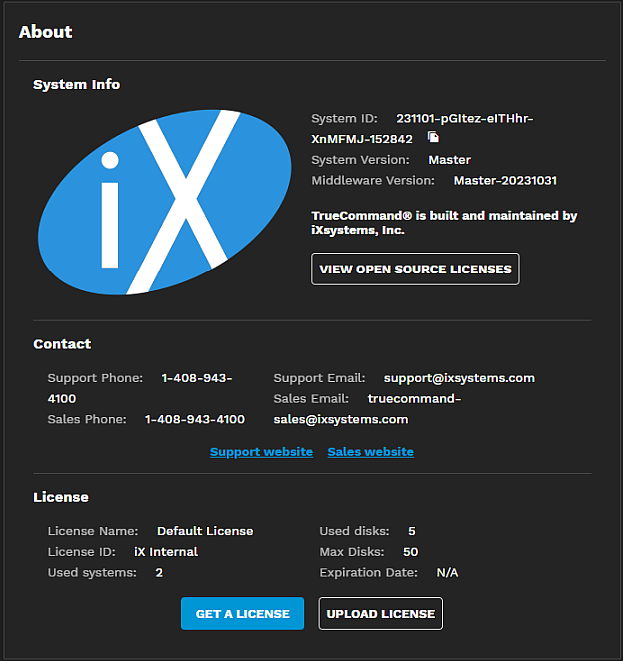 About
System Info
iX
System ID: 231101-pGItez-eITHhr-
XnMFMJ-152842
System Version: Master
Middleware Version: Master-20231031
TrueCommand® is built and maintained by
iXsystems, Inc.
VIEW OPEN SOURCE LICENSES
Contact
Support Phone: 1-408-943-
4100
Sales Phone: 1-408-943-4100
Support Email: support@ixsystems.com
Sales Email: truecommand-
sales@ixsystems.com
Support website Sales website
License
License Name: Default License
License ID: iX Internal
Used systems: 2
Used disks: 5
Max Disks: 50
Expiration Date: N/A
GET A LICENSE UPLOAD LICENSE